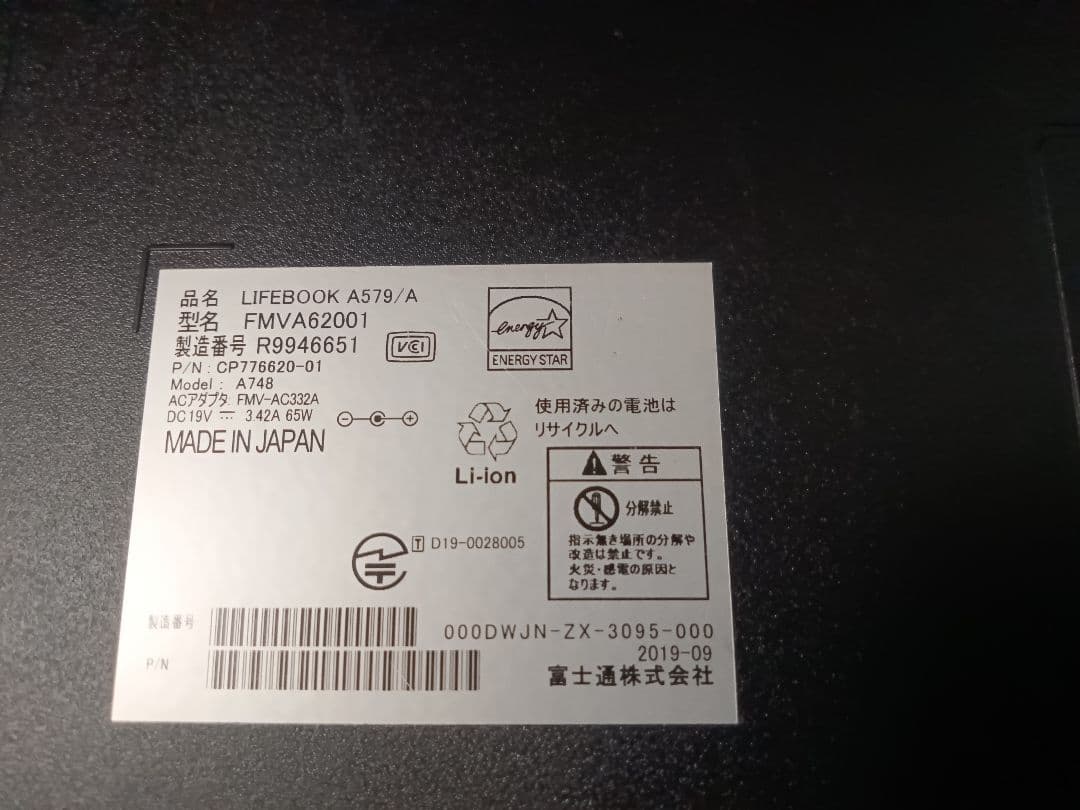 品名 LIFEBOOK A579/A
型名 FMVA62001
製造番号 R9946651
VCCI
P/N : CP776620-01
Model : A748
ACアダプタ FMV-AC332A
DC19V ⎓ 3.42A 65W
MADE IN JAPAN
energy
ENERGY STAR
使用済みの電池は
リサイクルへ
Li-ion
警告
分解禁止
指示無き場所の分解や
改造は禁止です。
火災・感電の原因と
なります。
T D19-0028005
製造番号
000DWJN-ZX-3095-000
P/N
2019-09
富士通株式会社